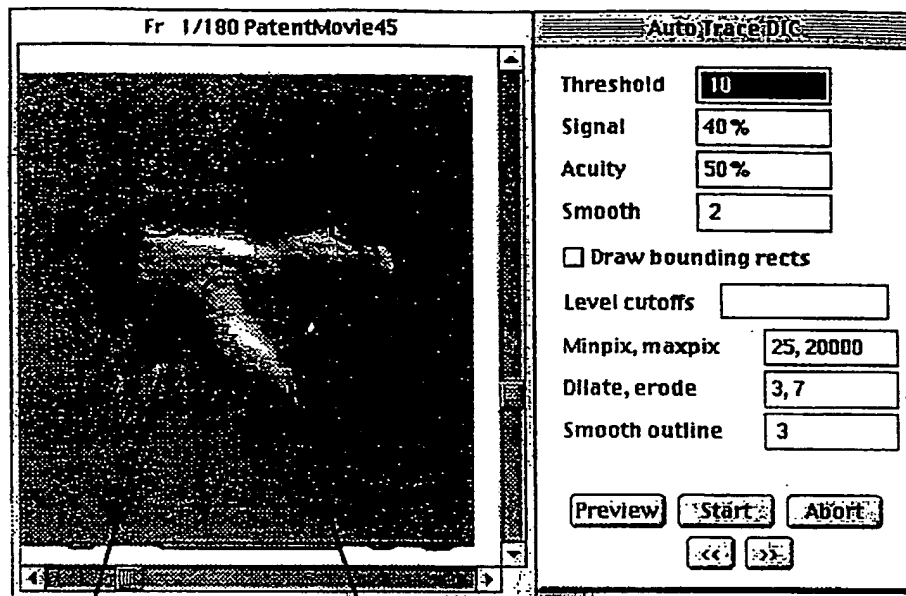 Fr 1/180 PatentMovie45
Auto Trace DIC
Threshold 10
Signal 40%
Acuity 50%
Smooth 2
Draw bounding rects
Level cutoffs
Minpix, maxpix 25, 20000
Dilate, erode 3, 7
Smooth outline 3
Preview Start Abort
<< >>